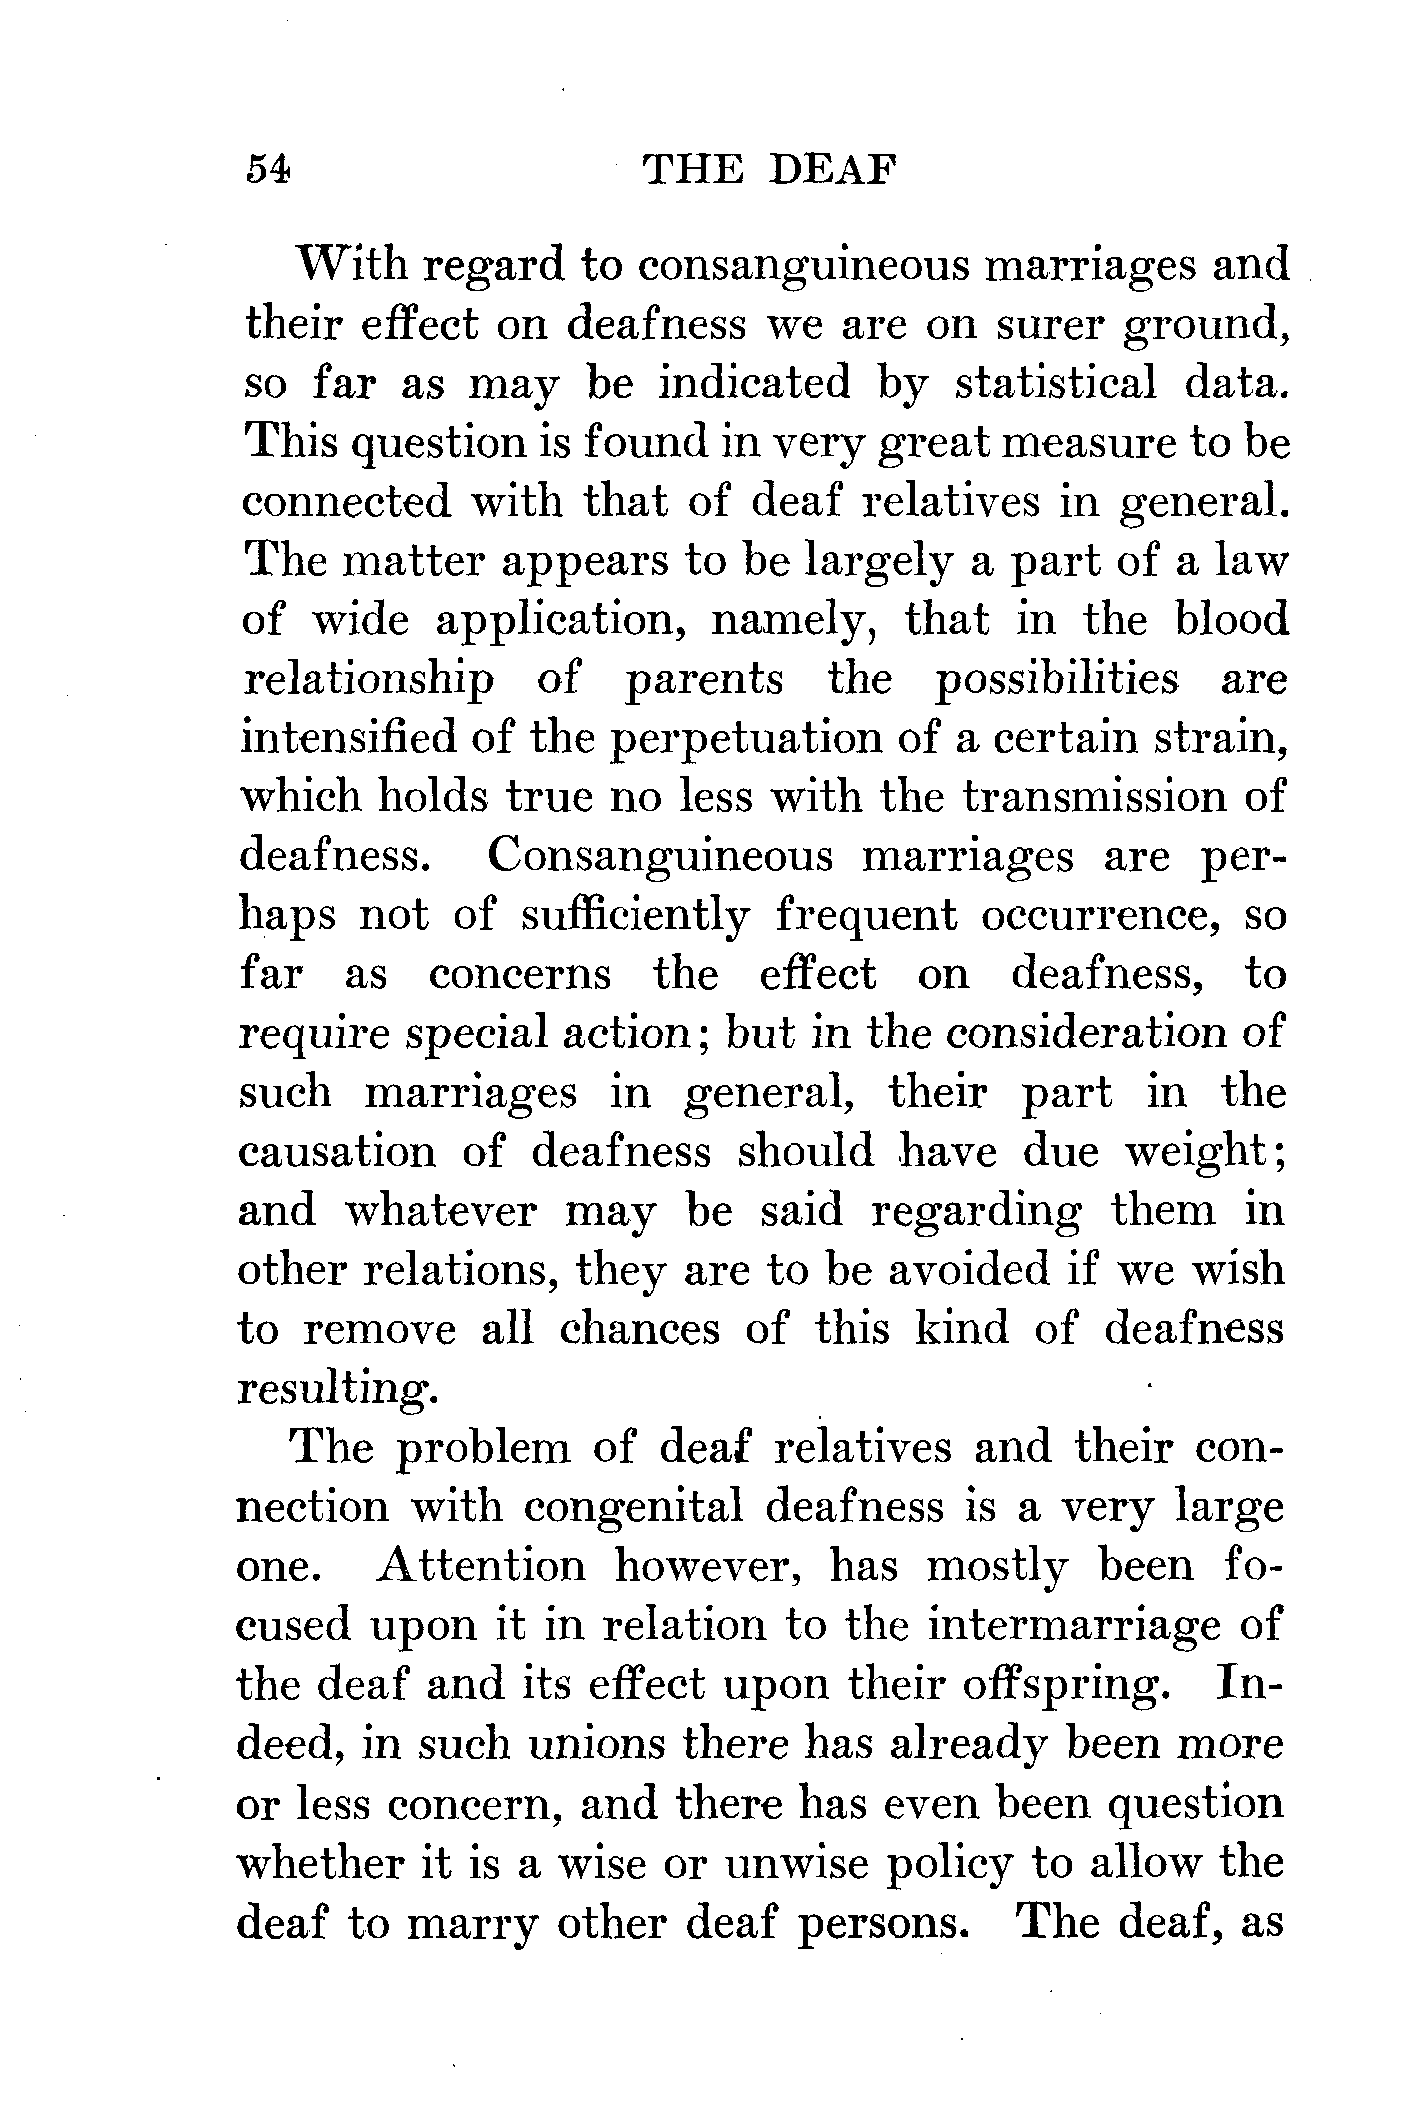 54 THE DEAF
With regard to consanguineous marriages and
their effect on deafness we are on surer ground,
so far as may be indicated by statistical data.
This question is found in very great measure to be
connected with that of deaf relatives in general.
The matter appears to be largely a part of a law
of wide application, namely, that in the blood
relationship of parents the possibilities are
intensified of the perpetuation of a certain strain,
which holds true no less with the transmission of
deafness. Consanguineous marriages are per-
haps not of sufficiently frequent occurrence, so
far as concerns the effect on deafness, to
require special action; but in the consideration of
such marriages in general, their part in the
causation of deafness should have due weight;
and whatever may be said regarding them in
other relations, they are to be avoided if we wish
to remove all chances of this kind of deafness
resulting.
The problem of deaf relatives and their con-
nection with congenital deafness is a very large
one. Attention however, has mostly been fo-
cused upon it in relation to the intermarriage of
the deaf and its effect upon their offspring. In-
deed, in such unions there has already been more
or less concern, and there has even been question
whether it is a wise or unwise policy to allow the
deaf to marry other deaf persons. The deaf, as